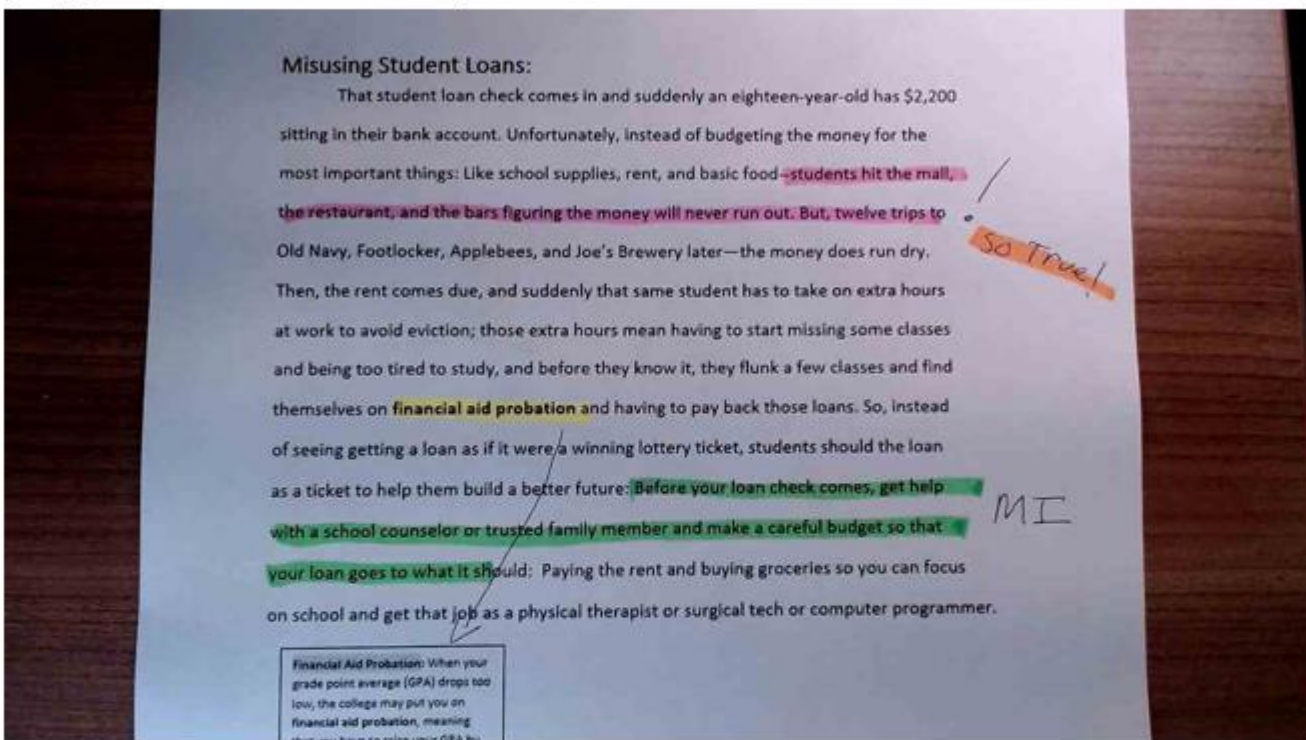 Misusing Student Loans:
That student loan check comes in and suddenly an eighteen-year-old has $2,200
sitting in their bank account. Unfortunately, instead of budgeting the money for the
most important things: Like school supplies, rent, and basic food--students hit the mall,
the restaurant, and the bars figuring the money will never run out. But, twelve trips to
!
So True!
Old Navy, Footlocker, Applebees, and Joe's Brewery later—the money does run dry.
Then, the rent comes due, and suddenly that same student has to take on extra hours
at work to avoid eviction; those extra hours mean having to start missing some classes
and being too tired to study, and before they know it, they flunk a few classes and find
themselves on financial aid probation and having to pay back those loans. So, instead
of seeing getting a loan as if it were a winning lottery ticket, students should the loan
as a ticket to help them build a better future: Before your loan check comes, get help
MI
with a school counselor or trusted family member and make a careful budget so that
your loan goes to what it should: Paying the rent and buying groceries so you can focus
on school and get that job as a physical therapist or surgical tech or computer programmer.
Financial Aid Probation: When your
grade point average (GPA) drops too
low, the college may put you on
financial aid probation, meaning
that you have to raise your GPA by